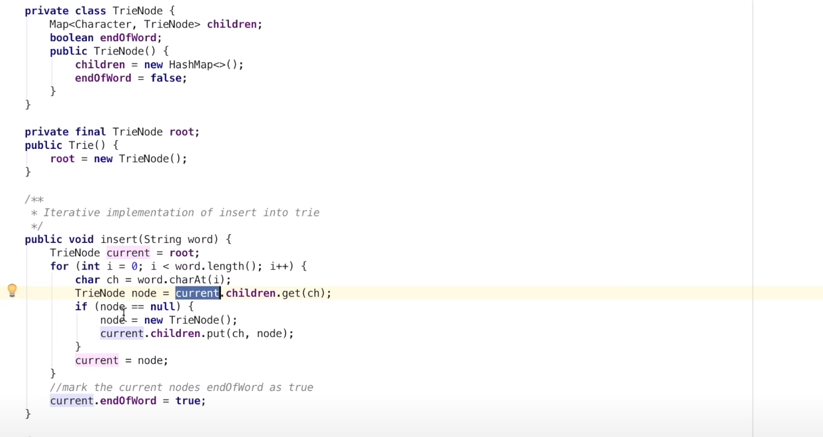 private class TrieNode {
    Map<Character, TrieNode> children;
    boolean endOfWord;
    public TrieNode() {
        children = new HashMap<>();
        endOfWord = false;
    }
}

private final TrieNode root;
public Trie() {
    root = new TrieNode();
}

/**
 * Iterative implementation of insert into trie
 */
public void insert(String word) {
    TrieNode current = root;
    for (int i = 0; i < word.length(); i++) {
        char ch = word.charAt(i);
        TrieNode node = current.children.get(ch);
        if (node == null) {
            node = new TrieNode();
            current.children.put(ch, node);
        }
        current = node;
    }
    //mark the current nodes endOfWord as true
    current.endOfWord = true;
}